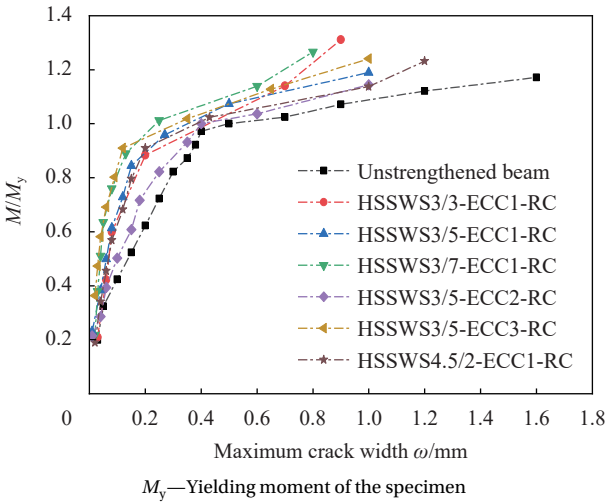 1.4
1.2
1.0
0.8
0.6
0.4
0.2
M/My
Unstrengthened beam
HSSWS3/3-ECC1-RC
HSSWS3/5-ECC1-RC
HSSWS3/7-ECC1-RC
HSSWS3/5-ECC2-RC
HSSWS3/5-ECC3-RC
HSSWS4.5/2-ECC1-RC
0 0.2 0.4 0.6 0.8 1.0 1.2 1.4 1.6 1.8
Maximum crack width ω/mm
My—Yielding moment of the specimen